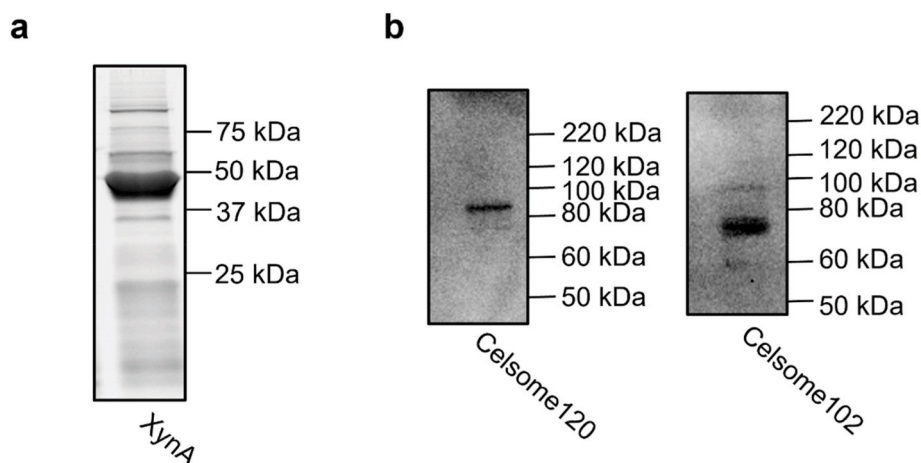 a
75 kDa
50 kDa
37 kDa
25 kDa
XynA
b
220 kDa
120 kDa
100 kDa
80 kDa
60 kDa
50 kDa
Celsome120
220 kDa
120 kDa
100 kDa
80 kDa
60 kDa
50 kDa
Celsome102